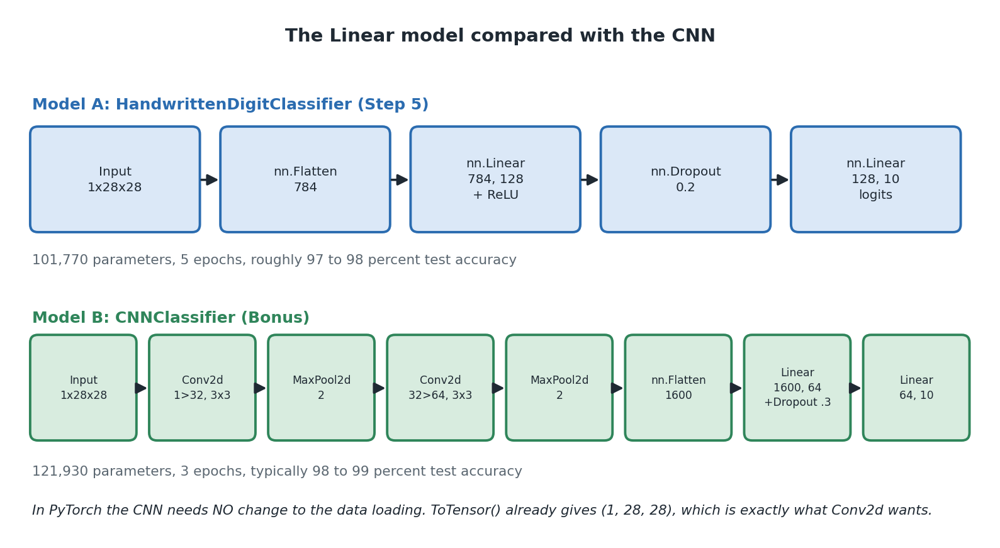 The Linear model compared with the CNN
Model A: HandwrittenDigitClassifier (Step 5)
Input
1x28x28
nn.Flatten
784
nn.Linear
784, 128
+ ReLU
nn.Dropout
0.2
nn.Linear
128, 10
logits
101,770 parameters, 5 epochs, roughly 97 to 98 percent test accuracy
Model B: CNNClassifier (Bonus)
Input
1x28x28
Conv2d
1>32, 3x3
MaxPool2d
2
Conv2d
32>64, 3x3
MaxPool2d
2
nn.Flatten
1600
Linear
1600, 64
+Dropout .3
Linear
64, 10
121,930 parameters, 3 epochs, typically 98 to 99 percent test accuracy
In PyTorch the CNN needs NO change to the data loading. ToTensor() already gives (1, 28, 28), which is exactly what Conv2d wants.